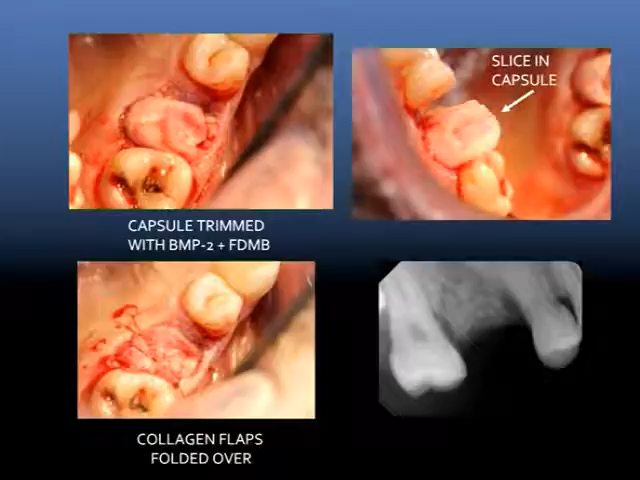 SLICE IN
CAPSULE
CAPSULE TRIMMED
WITH BMP-2 + FDMB
COLLAGEN FLAPS
FOLDED OVER